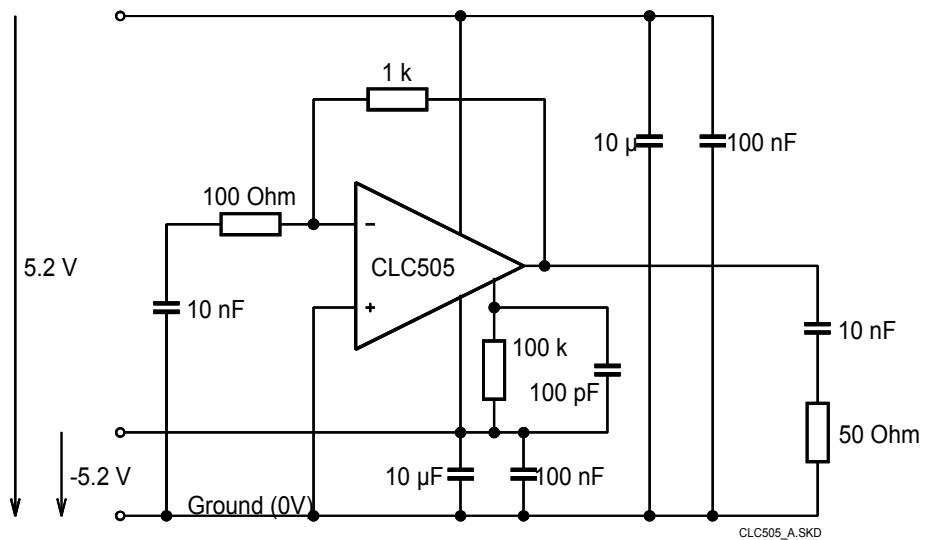 1 k
10 µ
100 nF
100 Ohm
−
5.2 V
CLC505
10 nF
+
10 nF
100 k
100 pF
50 Ohm
-5.2 V
10 µF
100 nF
Ground (0V)
CLC505_A.SKD